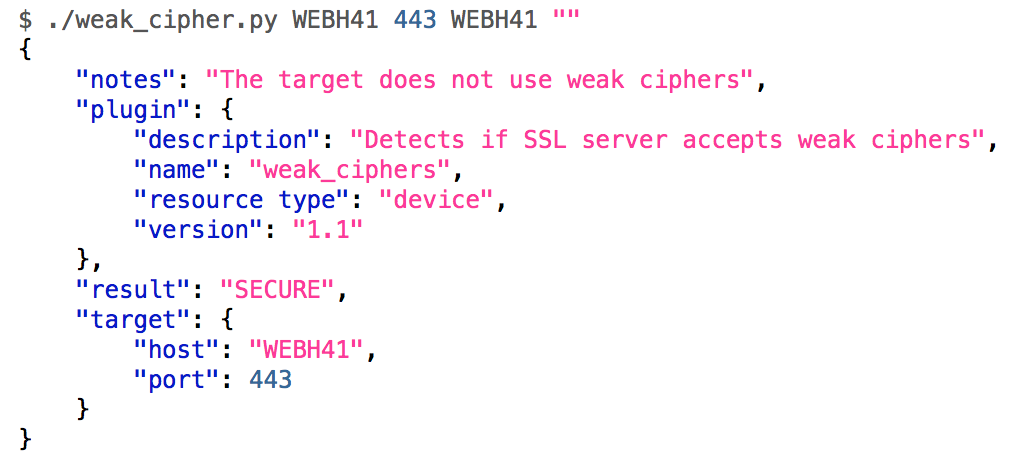 $ ./weak_cipher.py WEBH41 443 WEBH41 ""
{
    "notes": "The target does not use weak ciphers",
    "plugin": {
        "description": "Detects if SSL server accepts weak ciphers",
        "name": "weak_ciphers",
        "resource type": "device",
        "version": "1.1"
    },
    "result": "SECURE",
    "target": {
        "host": "WEBH41",
        "port": 443
    }
}